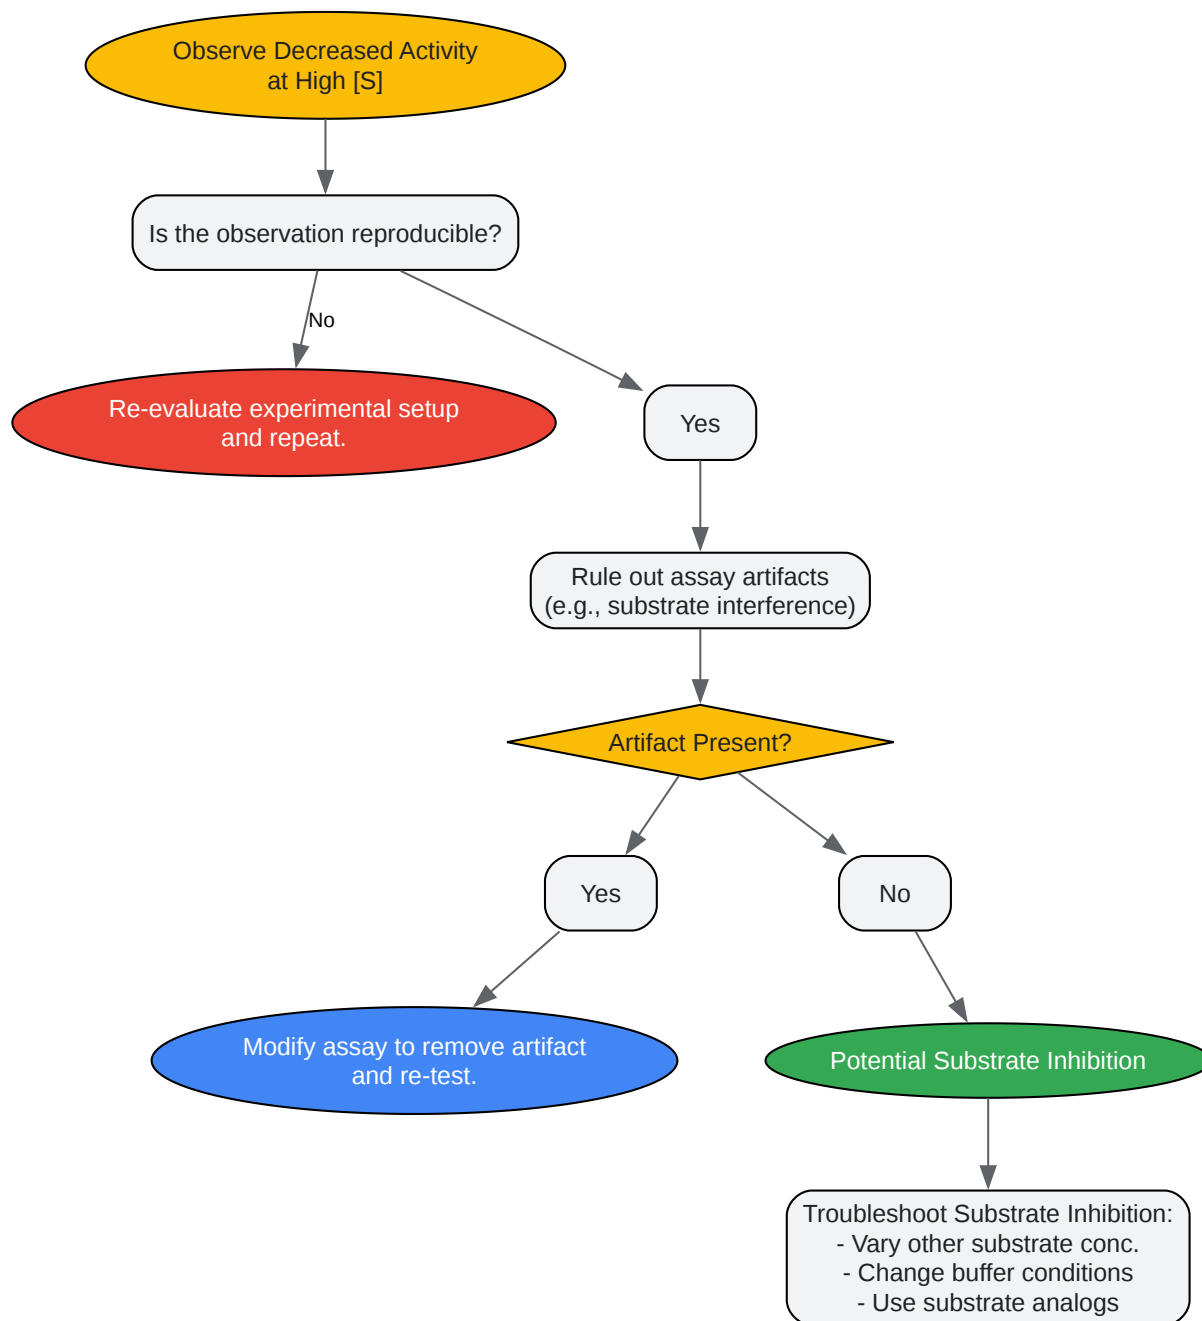 Observe Decreased Activity
at High [S]
Is the observation reproducible?
No
Re-evaluate experimental setup
and repeat.
Yes
Rule out assay artifacts
(e.g., substrate interference)
Artifact Present?
Yes
No
Modify assay to remove artifact
and re-test.
Potential Substrate Inhibition
Troubleshoot Substrate Inhibition:
- Vary other substrate conc.
- Change buffer conditions
- Use substrate analogs